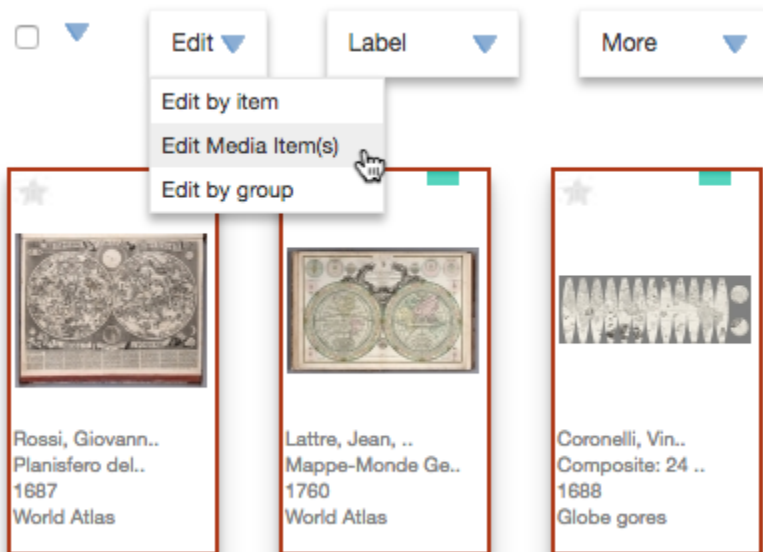 Edit
Label
More
Edit by item
Edit Media Item(s)
Edit by group
Rossi, Giovann..
Planisfero del..
1687
World Atlas
Lattre, Jean, ..
Mappe-Monde Ge..
1760
World Atlas
Coronelli, Vin..
Composite: 24 ..
1688
Globe gores